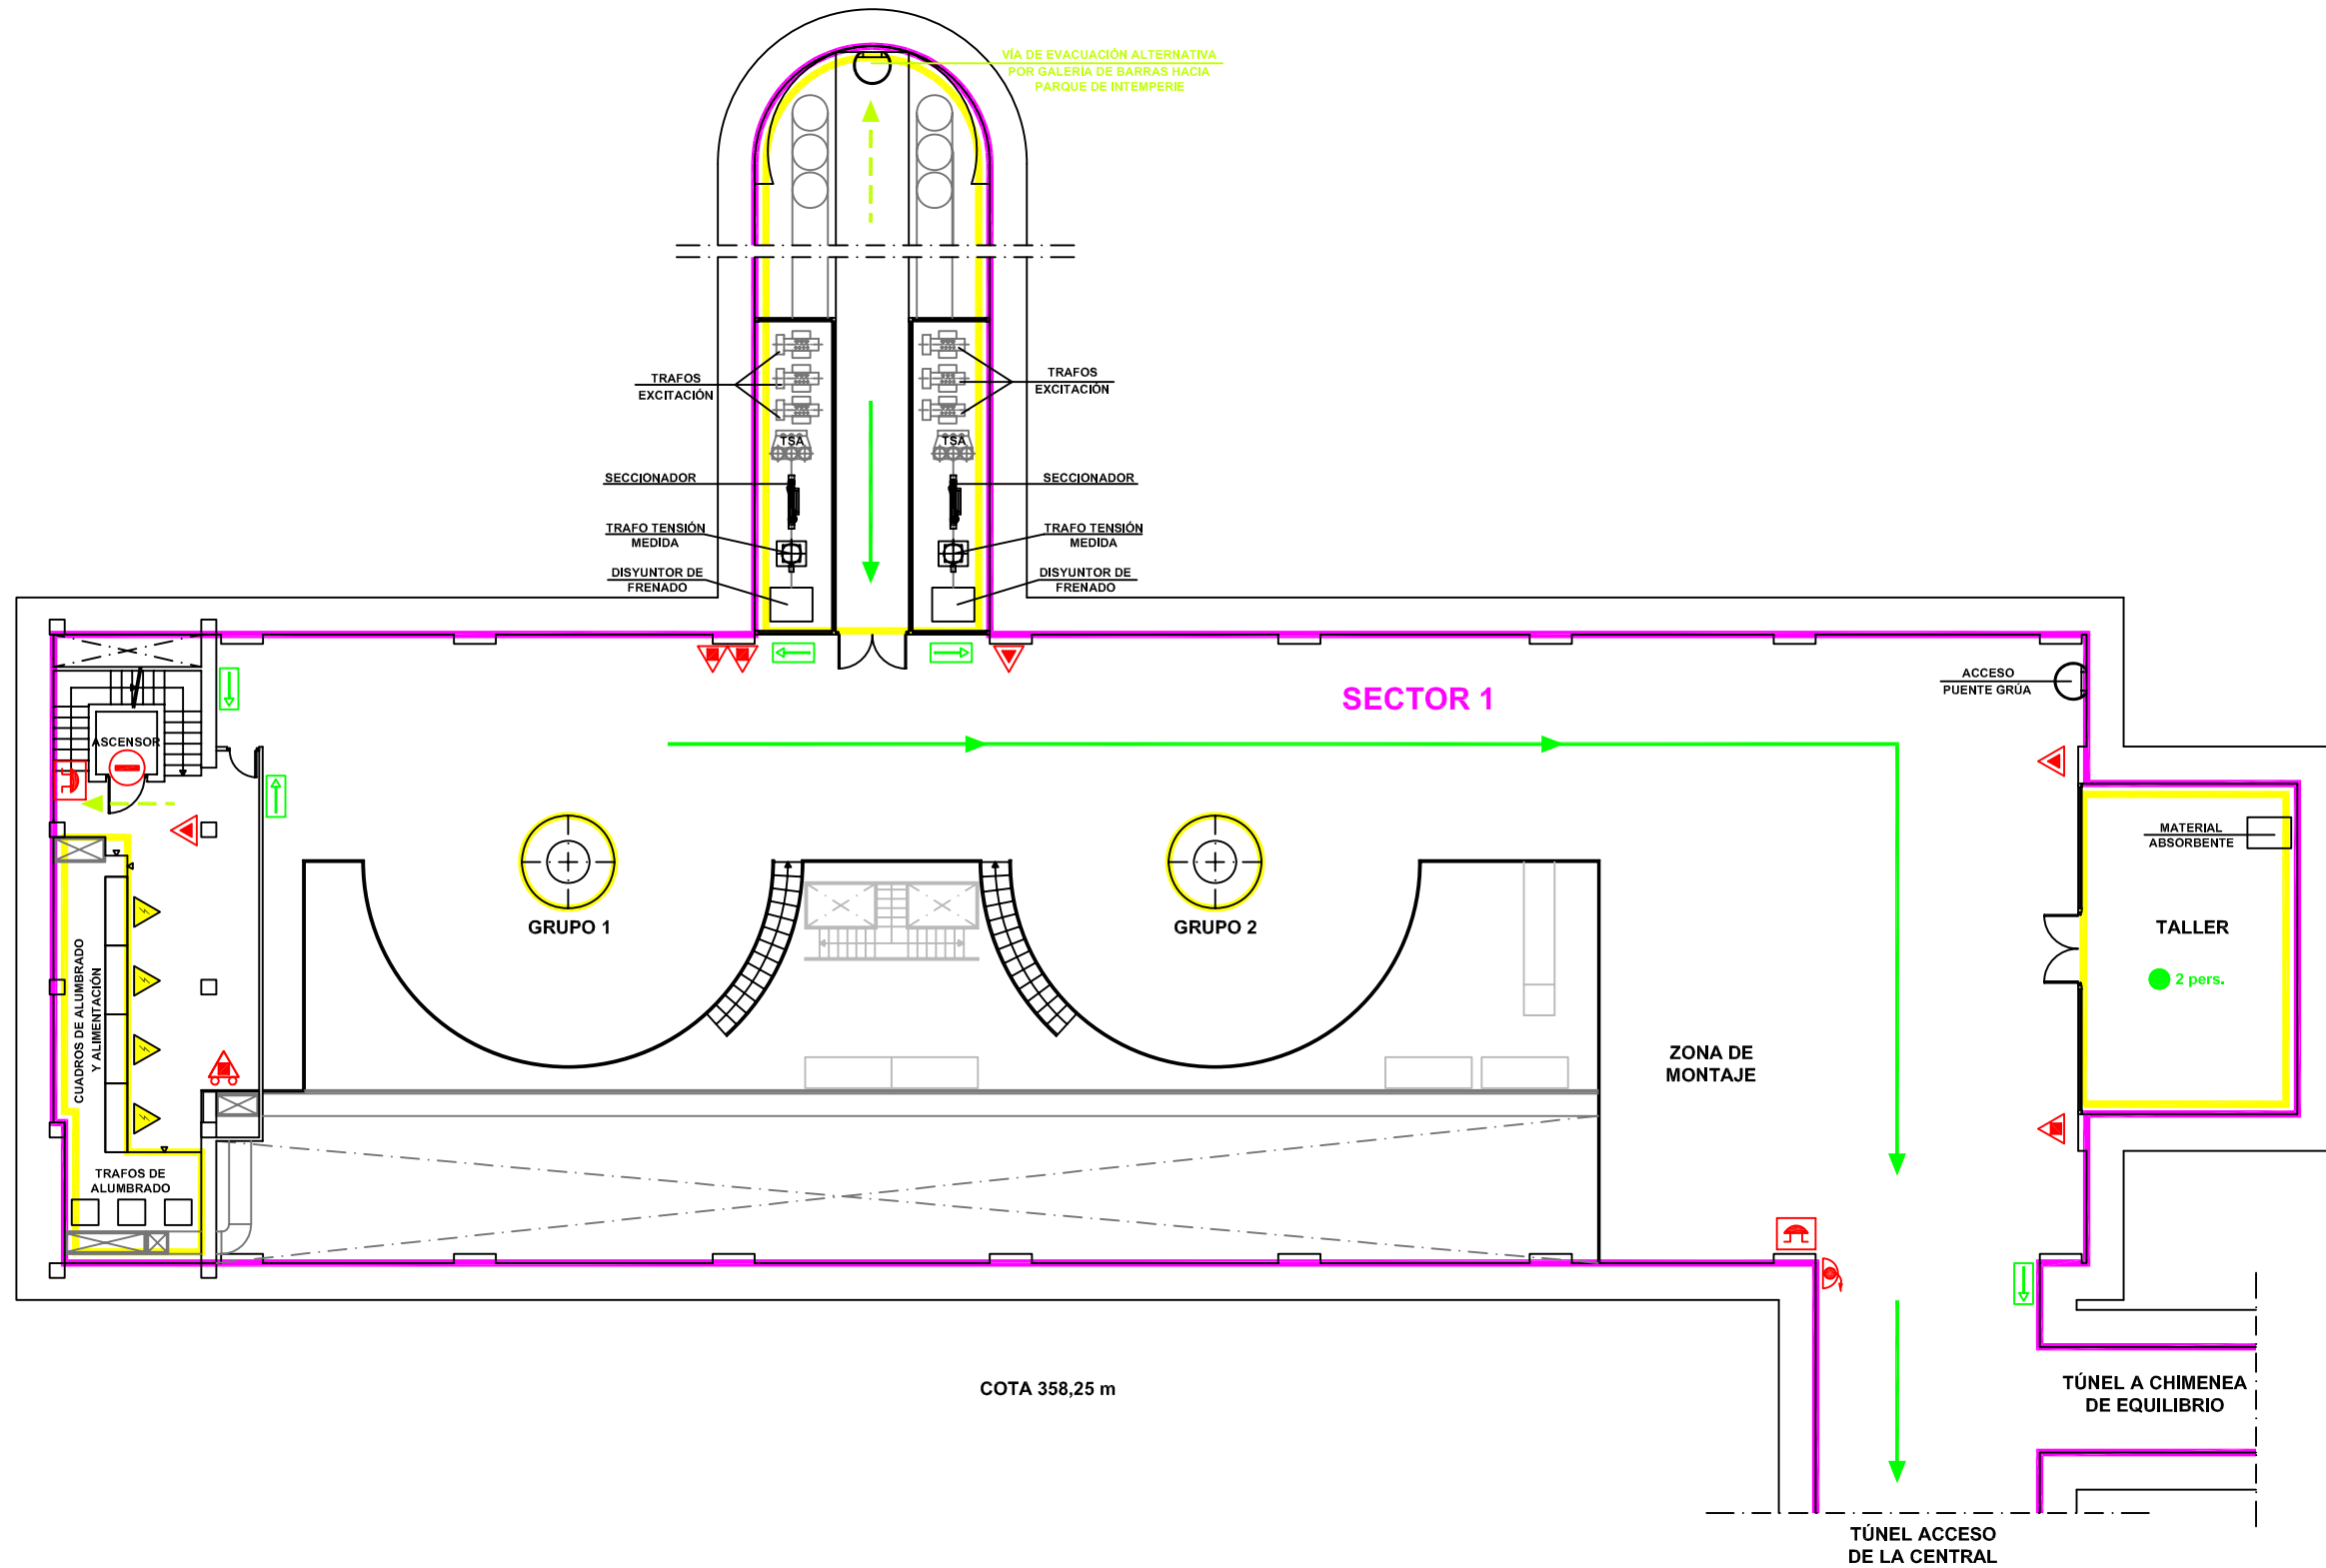 VÍA DE EVACUACIÓN ALTERNATIVA
POR GALERÍA DE BARRAS HACIA
PARQUE DE INTEMPERIE
TRAFOS
EXCITACIÓN
TRAFOS
EXCITACIÓN
TSA
TSA
SECCIONADOR
SECCIONADOR
TRAFO TENSIÓN
MEDIDA
TRAFO TENSIÓN
MEDIDA
DISYUNTOR DE
FRENADO
DISYUNTOR DE
FRENADO
SECTOR 1
ACCESO
PUENTE GRÚA
ASCENSOR
MATERIAL
ABSORBENTE
GRUPO 1
GRUPO 2
TALLER
2 pers.
CUADROS DE ALUMBRADO
Y ALIMENTACIÓN
ZONA DE
MONTAJE
TRAFOS DE
ALUMBRADO
COTA 358,25 m
TÚNEL A CHIMENEA
DE EQUILIBRIO
TÚNEL ACCESO
DE LA CENTRAL